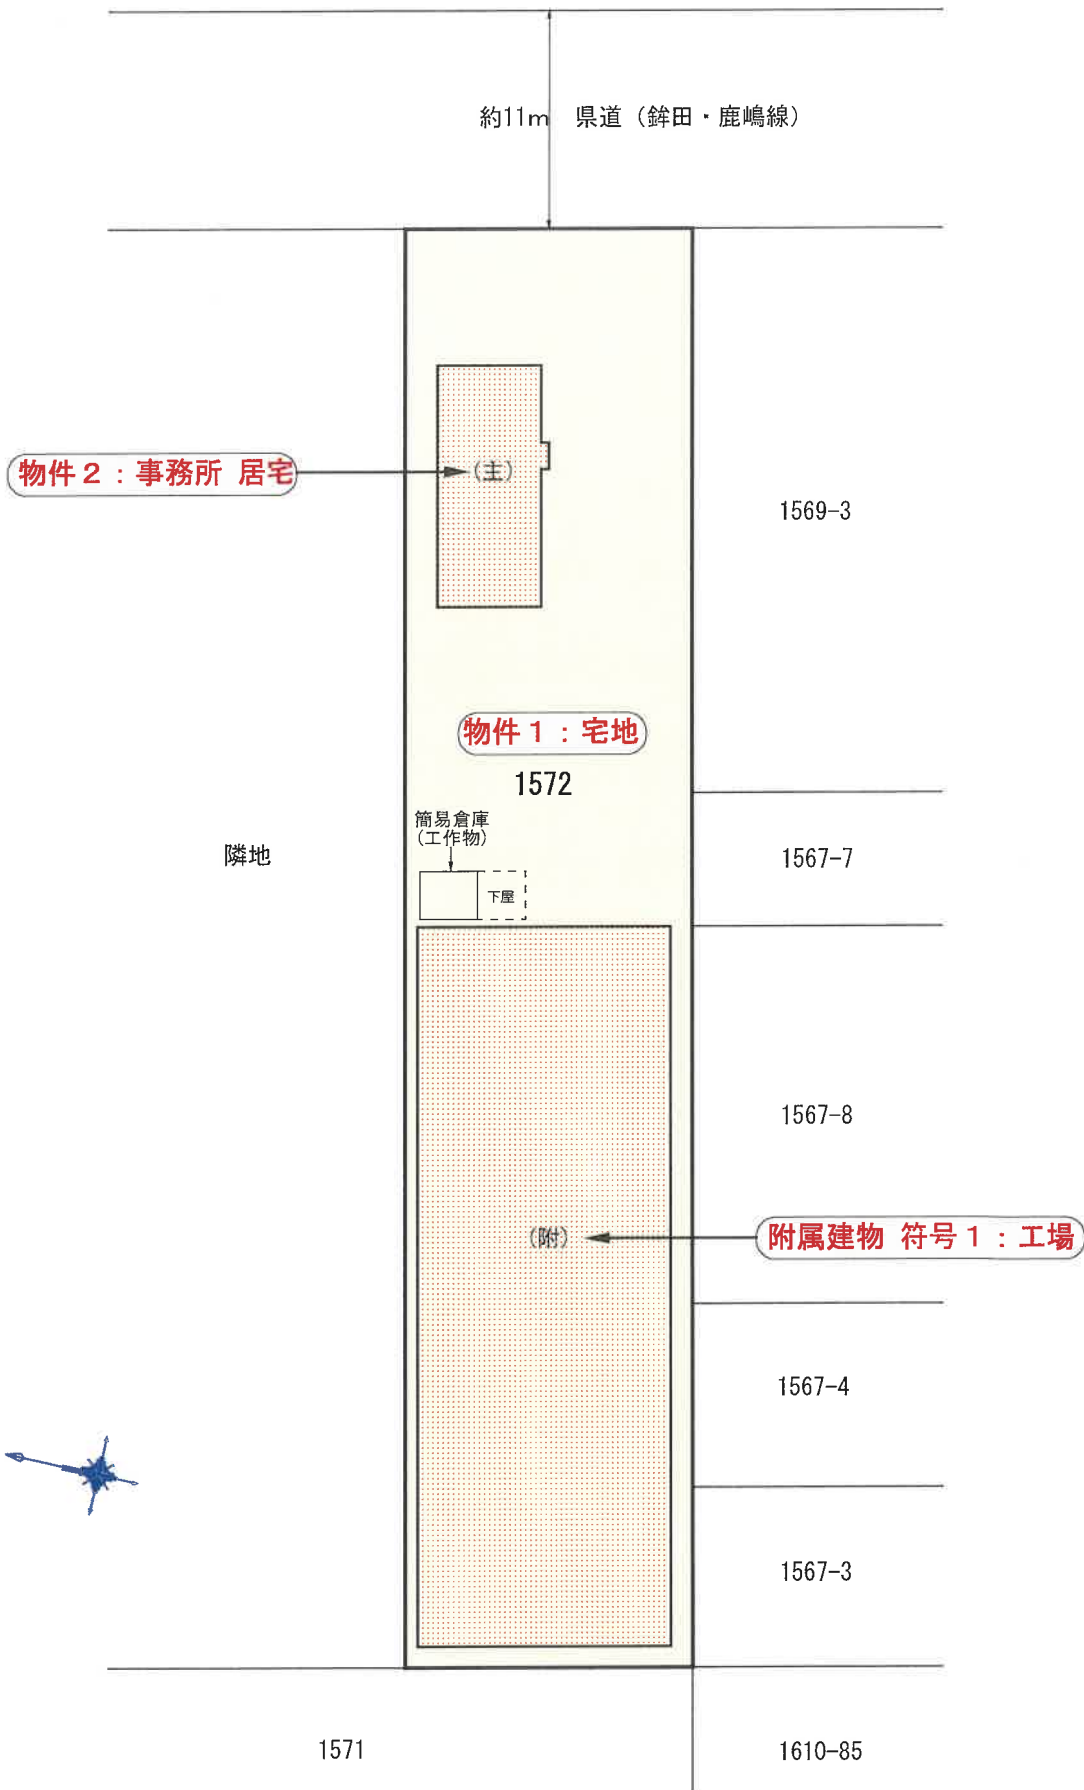 約11m 県道（鉾田・鹿嶋線）
物件２：事務所 居宅
(主)
1569-3
物件１：宅地
1572
簡易倉庫
(工作物)
隣地
下屋
1567-7
1567-8
(附)
附属建物 符号１：工場
1567-4
1567-3
1571
1610-85